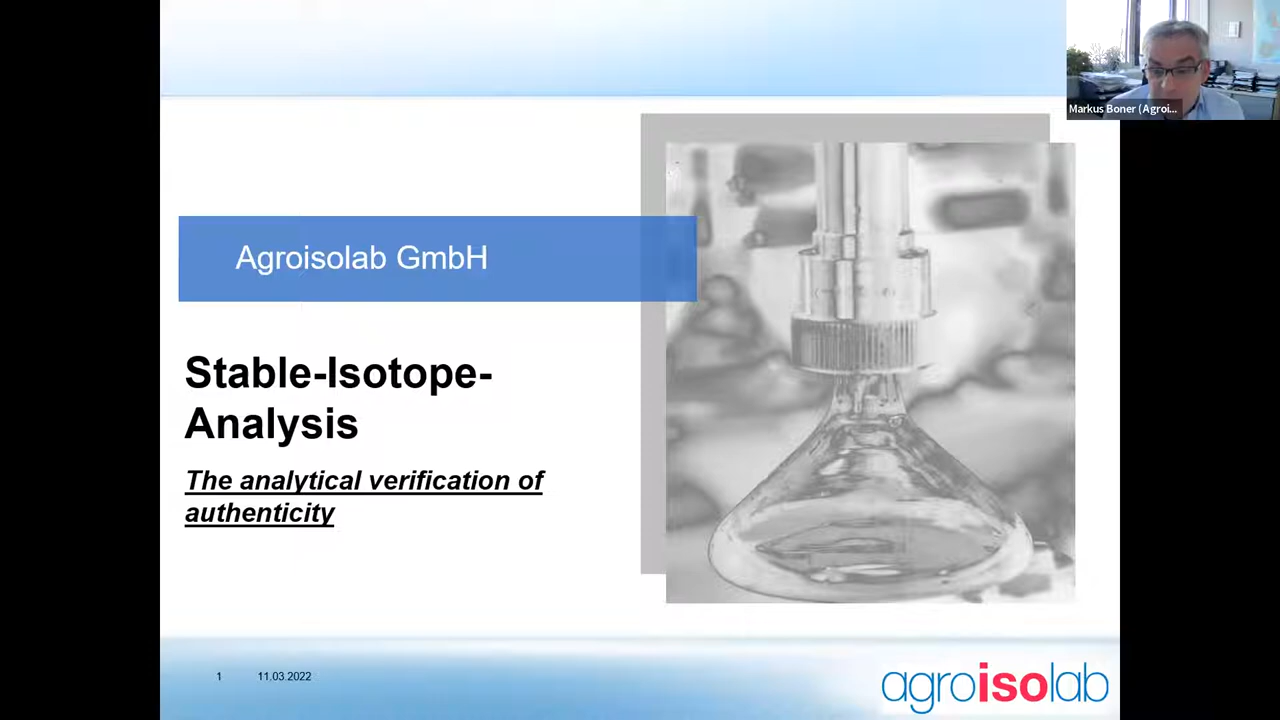 Markus Boner (Agroi...
Agroisolab GmbH
Stable-Isotope-
Analysis
The analytical verification of
authenticity
1 11.03.2022
agroisolab